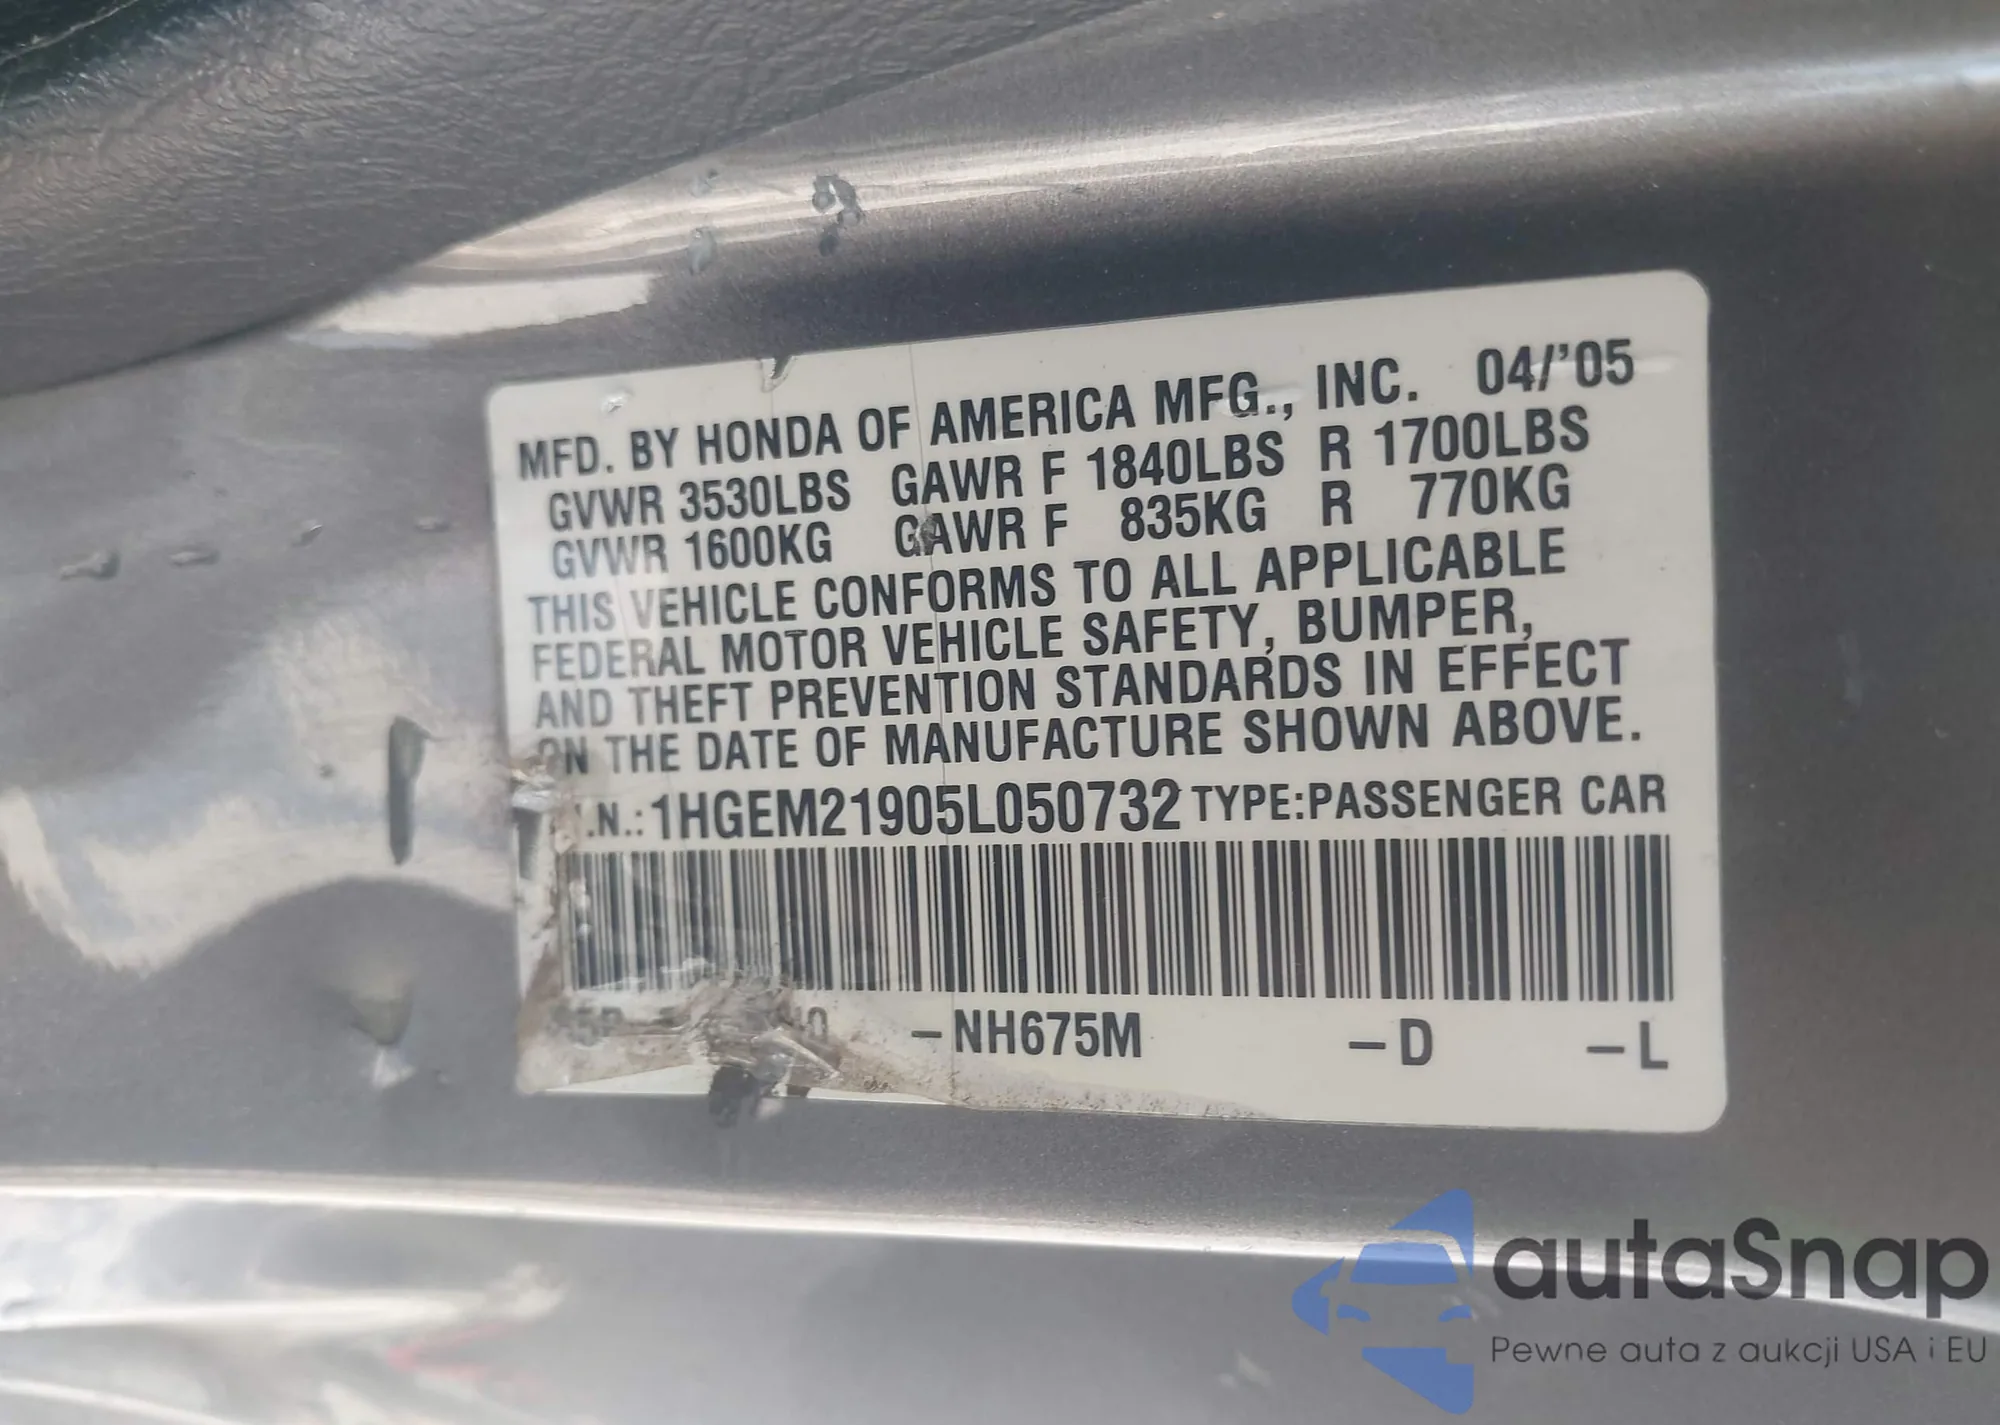 MFD. BY HONDA OF AMERICA MFG., INC. 04/'05
GVWR 3530LBS GAWR F 1840LBS R 1700LBS
GVWR 1600KG GAWR F 835KG R 770KG
THIS VEHICLE CONFORMS TO ALL APPLICABLE
FEDERAL MOTOR VEHICLE SAFETY, BUMPER,
AND THEFT PREVENTION STANDARDS IN EFFECT
ON THE DATE OF MANUFACTURE SHOWN ABOVE.
.N.: 1HGEM21905L050732 TYPE:PASSENGER CAR
–NH675M –D –L
autaSnap
Pewne auta z aukcji USA i EU